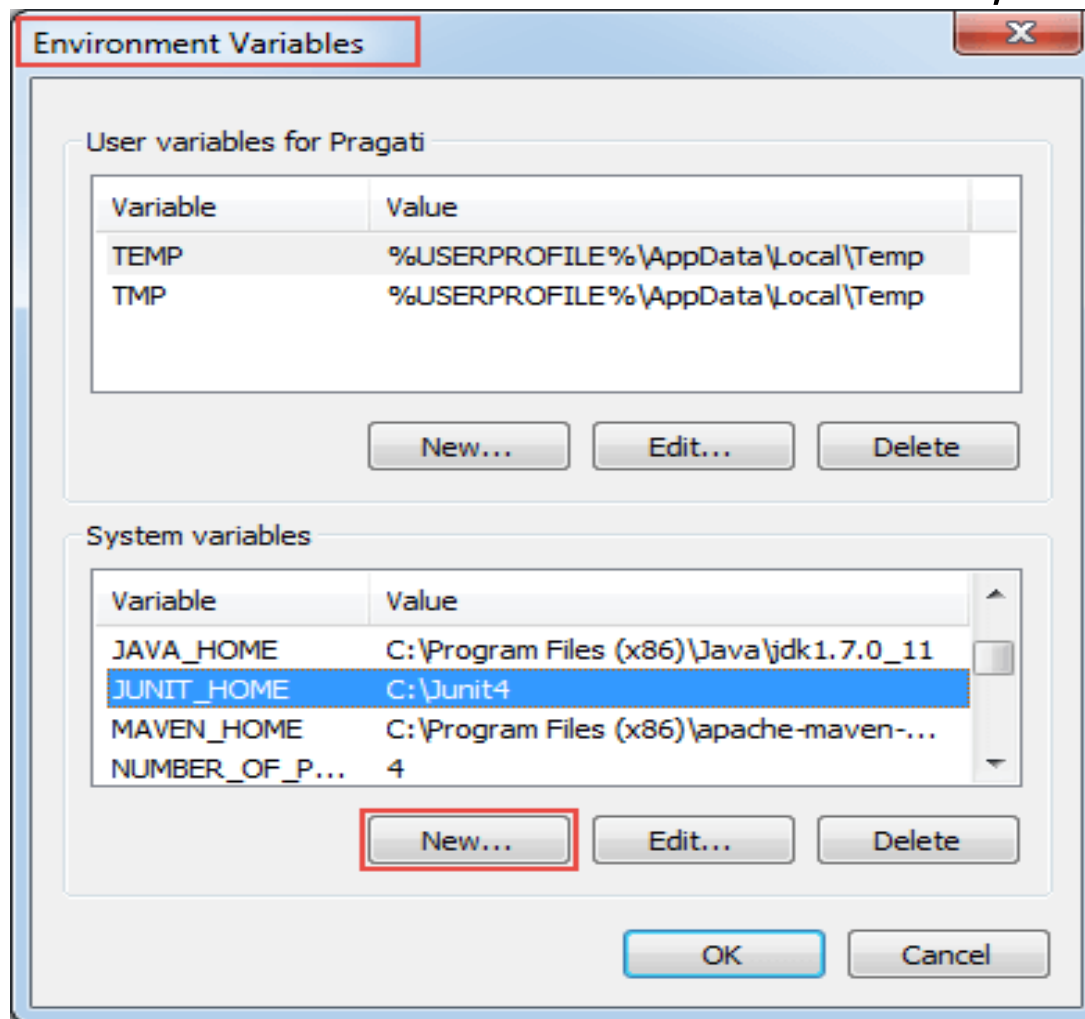 Environment Variables
User variables for Pragati
Variable Value
TEMP %USERPROFILE%\AppData\Local\Temp
TMP %USERPROFILE%\AppData\Local\Temp
New... Edit... Delete
System variables
Variable Value
JAVA_HOME C:\Program Files (x86)\Java\jdk1.7.0_11
JUNIT_HOME C:\Junit4
MAVEN_HOME C:\Program Files (x86)\apache-maven-...
NUMBER_OF_P... 4
New... Edit... Delete
OK Cancel